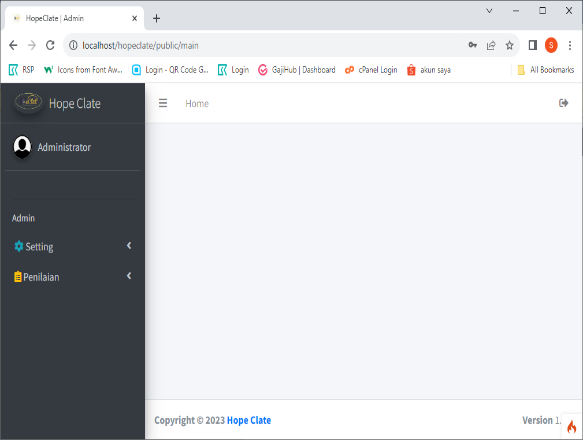 HopeClate | Admin
S
localhost/hopeclate/public/main
RSP
Icons from Font Aw...
Login - QR Code G...
Login
GajiHub | Dashboard
cPanel Login
akun saya
All Bookmarks
Hope Clate
Home
Administrator
Admin
Setting
Penilaian
Copyright © 2023 Hope Clate
Version 1.